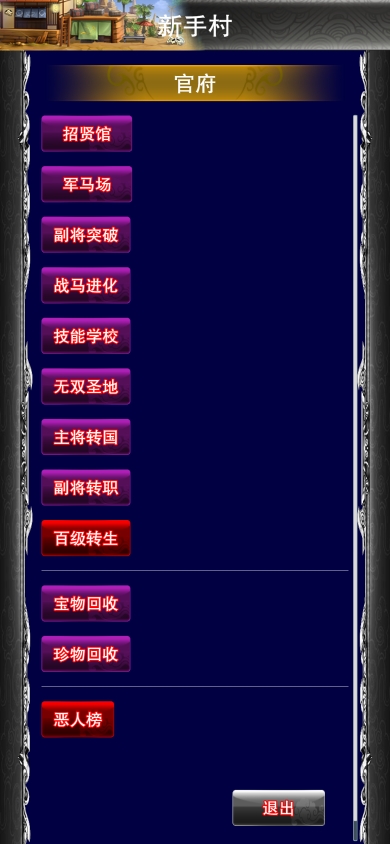 新手村
官府
招贤馆
军马场
副将突破
战马进化
技能学校
无双圣地
主将转国
副将转职
百级转生
宝物回收
珍物回收
恶人榜
退出